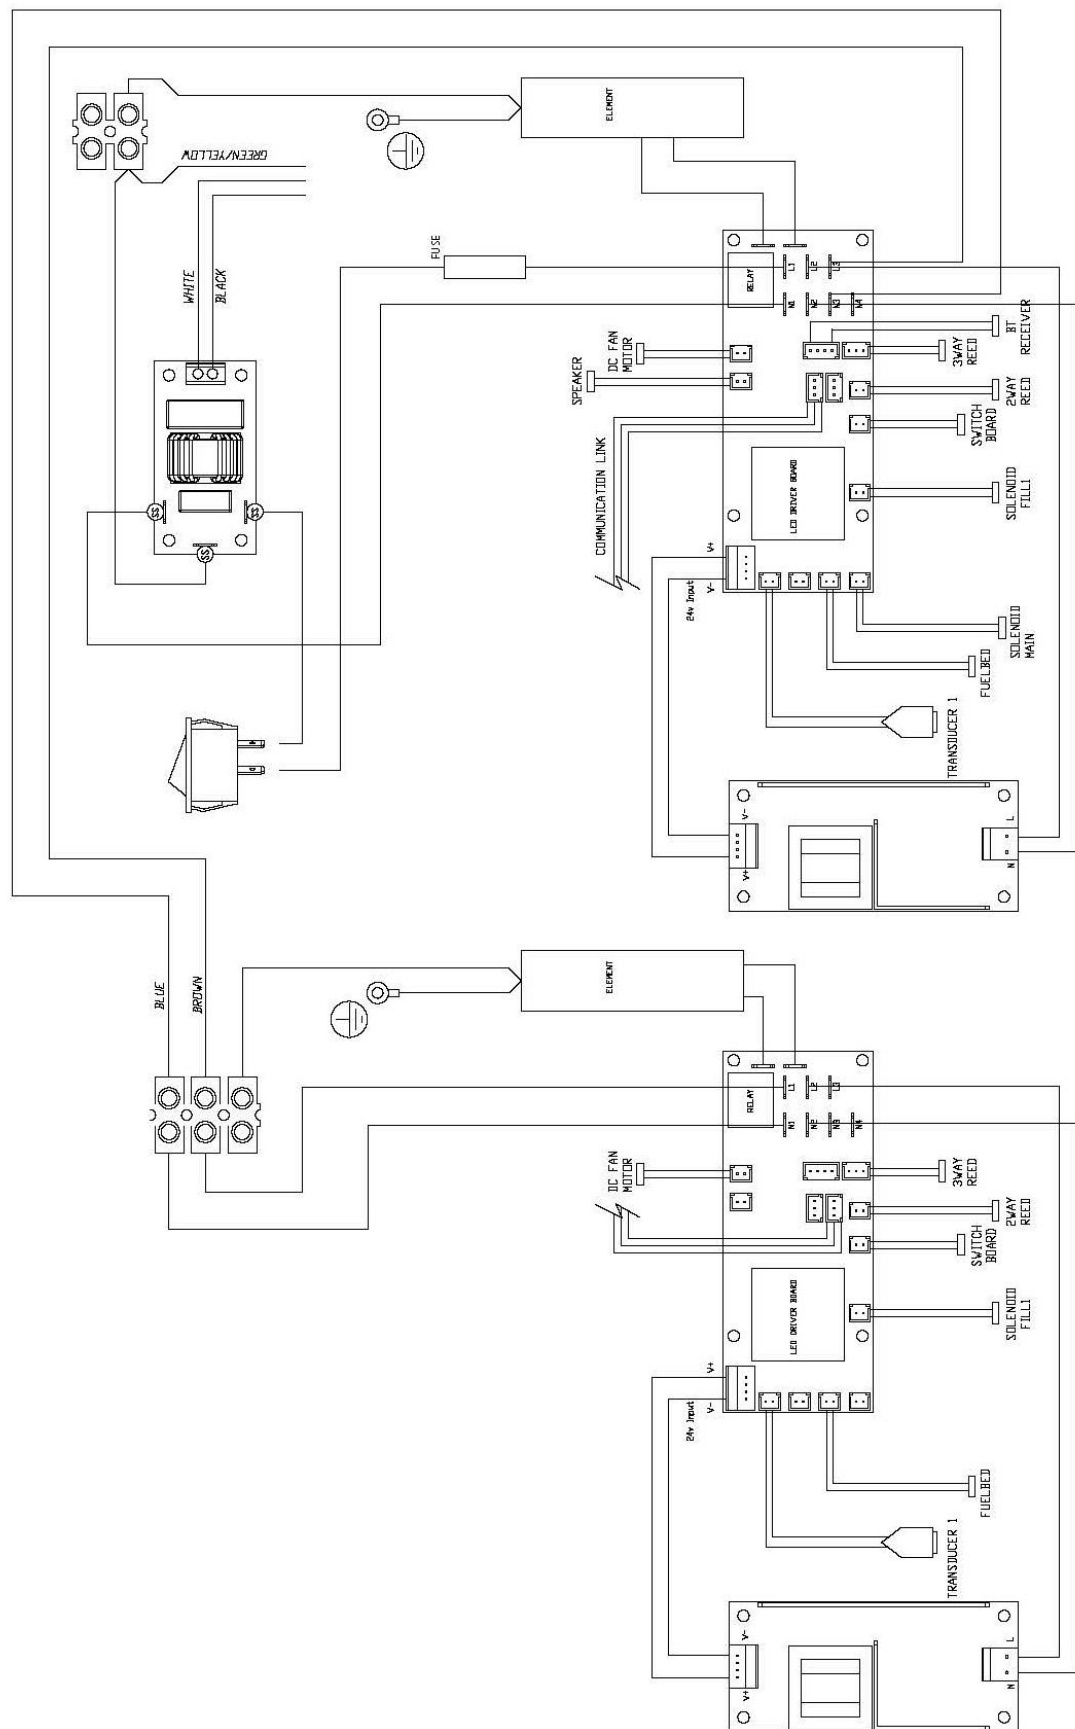 ELEMENT
GREEN/YELLOW
FUSE
WHITE
BLACK
RELAY
L1
L2
L3
N1
N2
N3
N4
BT
RECEIVER
3WAY
REED
DC FAN
MOTOR
SPEAKER
2WAY
REED
SWITCH
BOARD
COMMUNICATION LINK
LED DRIVER BOARD
SOLENOID
FILL1
SS
SS
SS
V+
V-
24v Input
SOLENOID
MAIN
FUELBED
TRANSDUCER 1
V-
V+
L
N
BLUE
BROWN
ELEMENT
RELAY
L1
L2
L3
N1
N2
N3
N4
DC FAN
MOTOR
3WAY
REED
2WAY
REED
SWITCH
BOARD
LED DRIVER BOARD
SOLENOID
FILL1
V+
V-
24v Input
FUELBED
TRANSDUCER 1
V-
V+
L
N